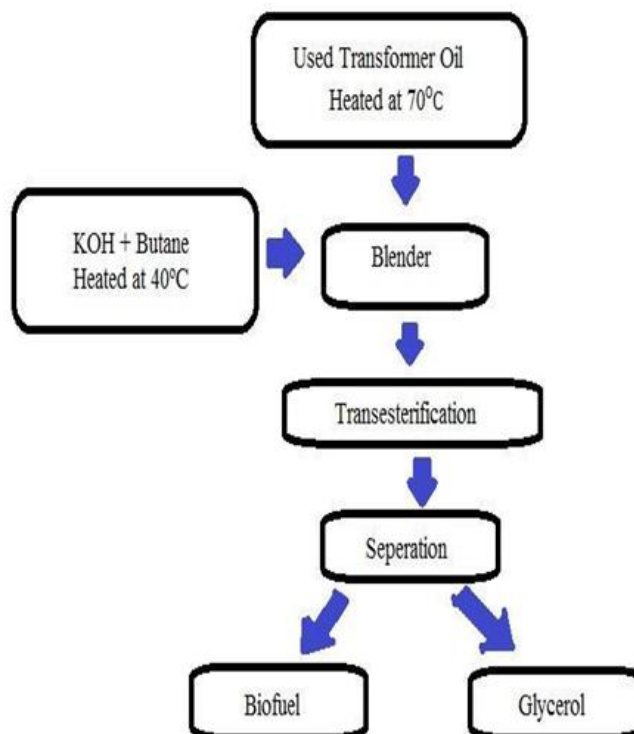 Used Transformer Oil
Heated at 70⁰C
KOH + Butane
Heated at 40⁰C
Blender
Transesterification
Seperation
Biofuel
Glycerol